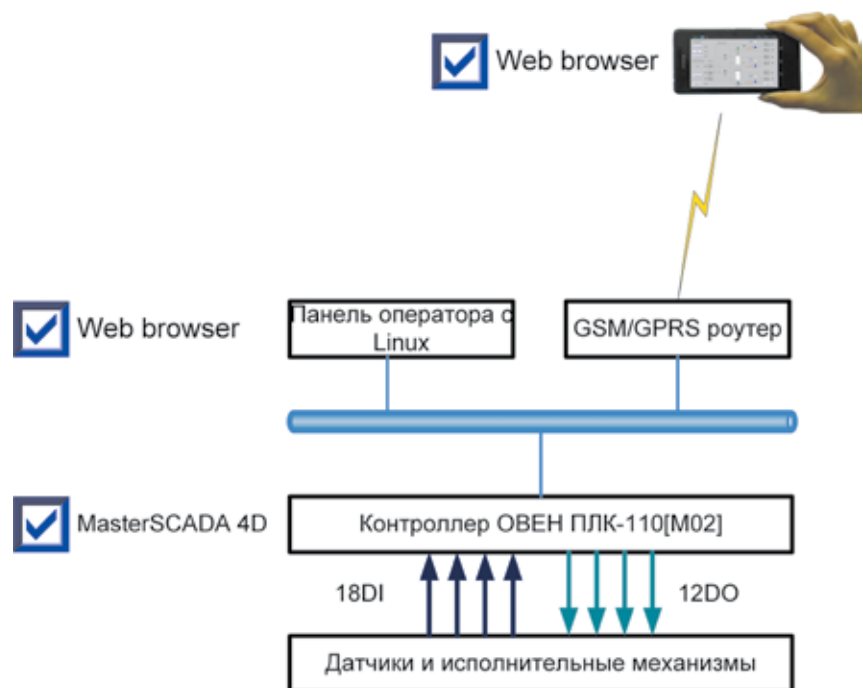 Web browser
Web browser
Панель оператора с
Linux
GSM/GPRS роутер
MasterSCADA 4D
Контроллер ОВЕН ПЛК-110[M02]
18DI
12DO
Датчики и исполнительные механизмы